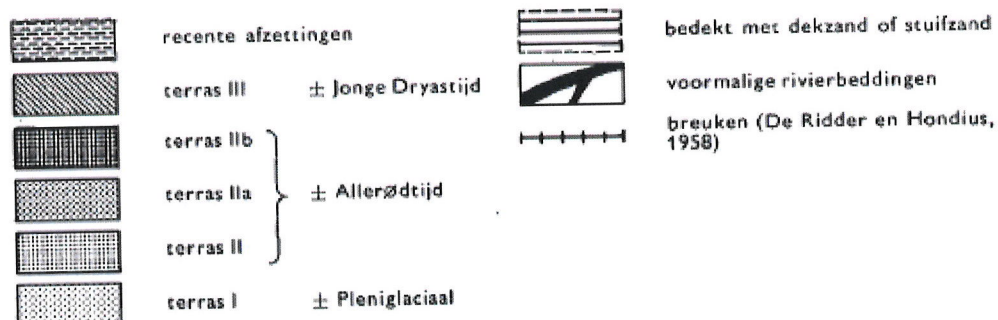 recente afzettingen
terras III ± Jonge Dryastijd
terras IIb
terras IIa ± Allerødtijd
terras II
terras I ± Pleniglaciaal
bedekt met dekzand of stuifzand
voormalige rivierbeddingen
breuken (De Ridder en Hondius,
1958)